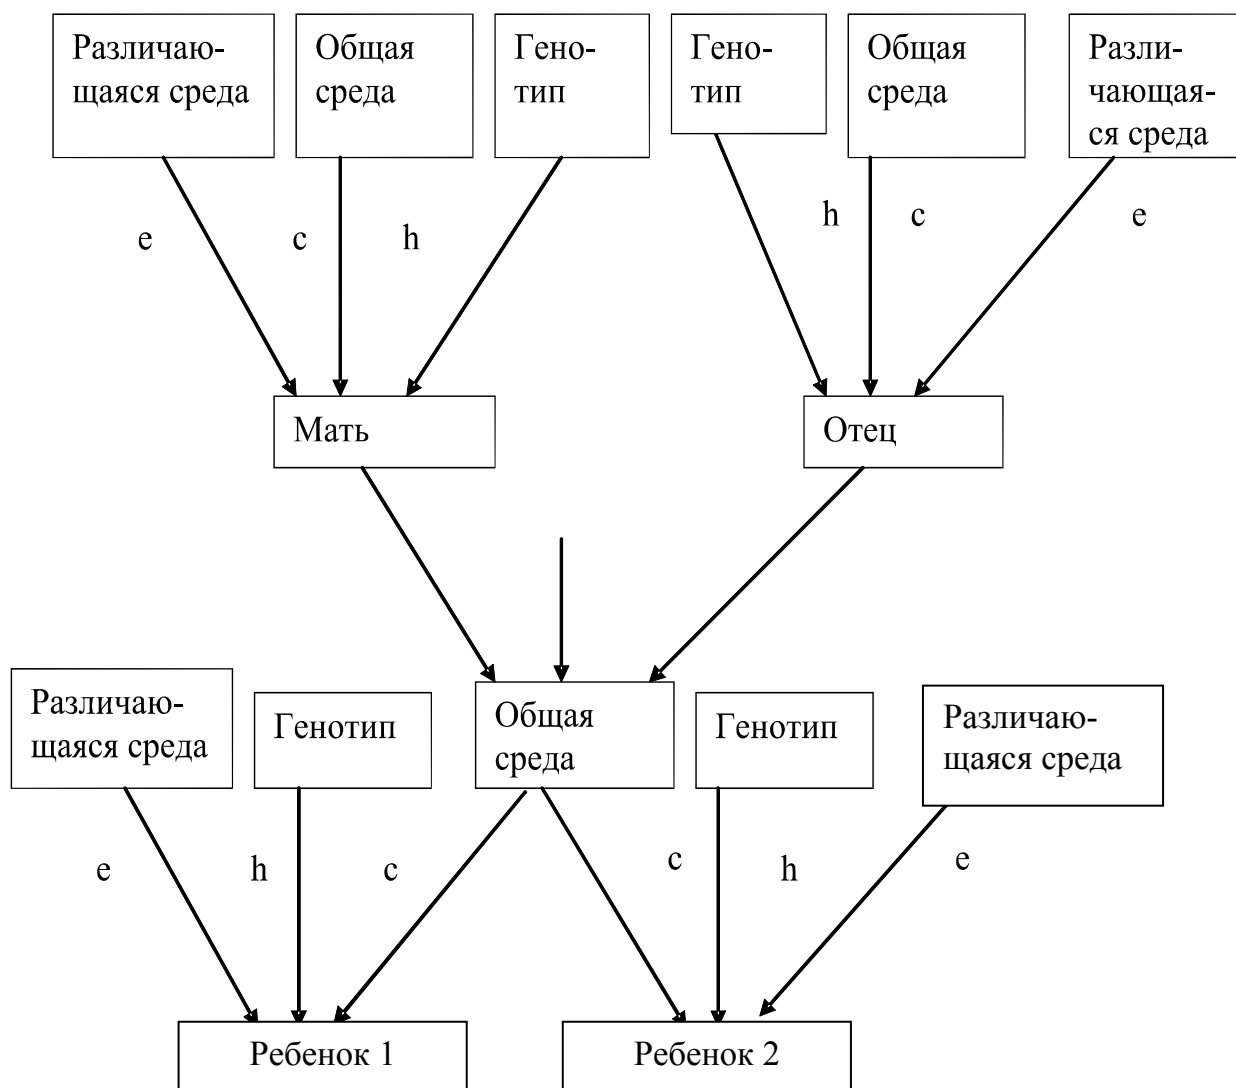 Различаю-
щаяся среда
Общая
среда
Гено-
тип
Гено-
тип
Общая
среда
Разли-
чающая-
ся среда
e
c
h
h
c
e
Мать
Отец
Различаю-
щаяся среда
Генотип
Общая
среда
Генотип
Различаю-
щаяся среда
e
h
c
c
h
e
Ребенок 1
Ребенок 2